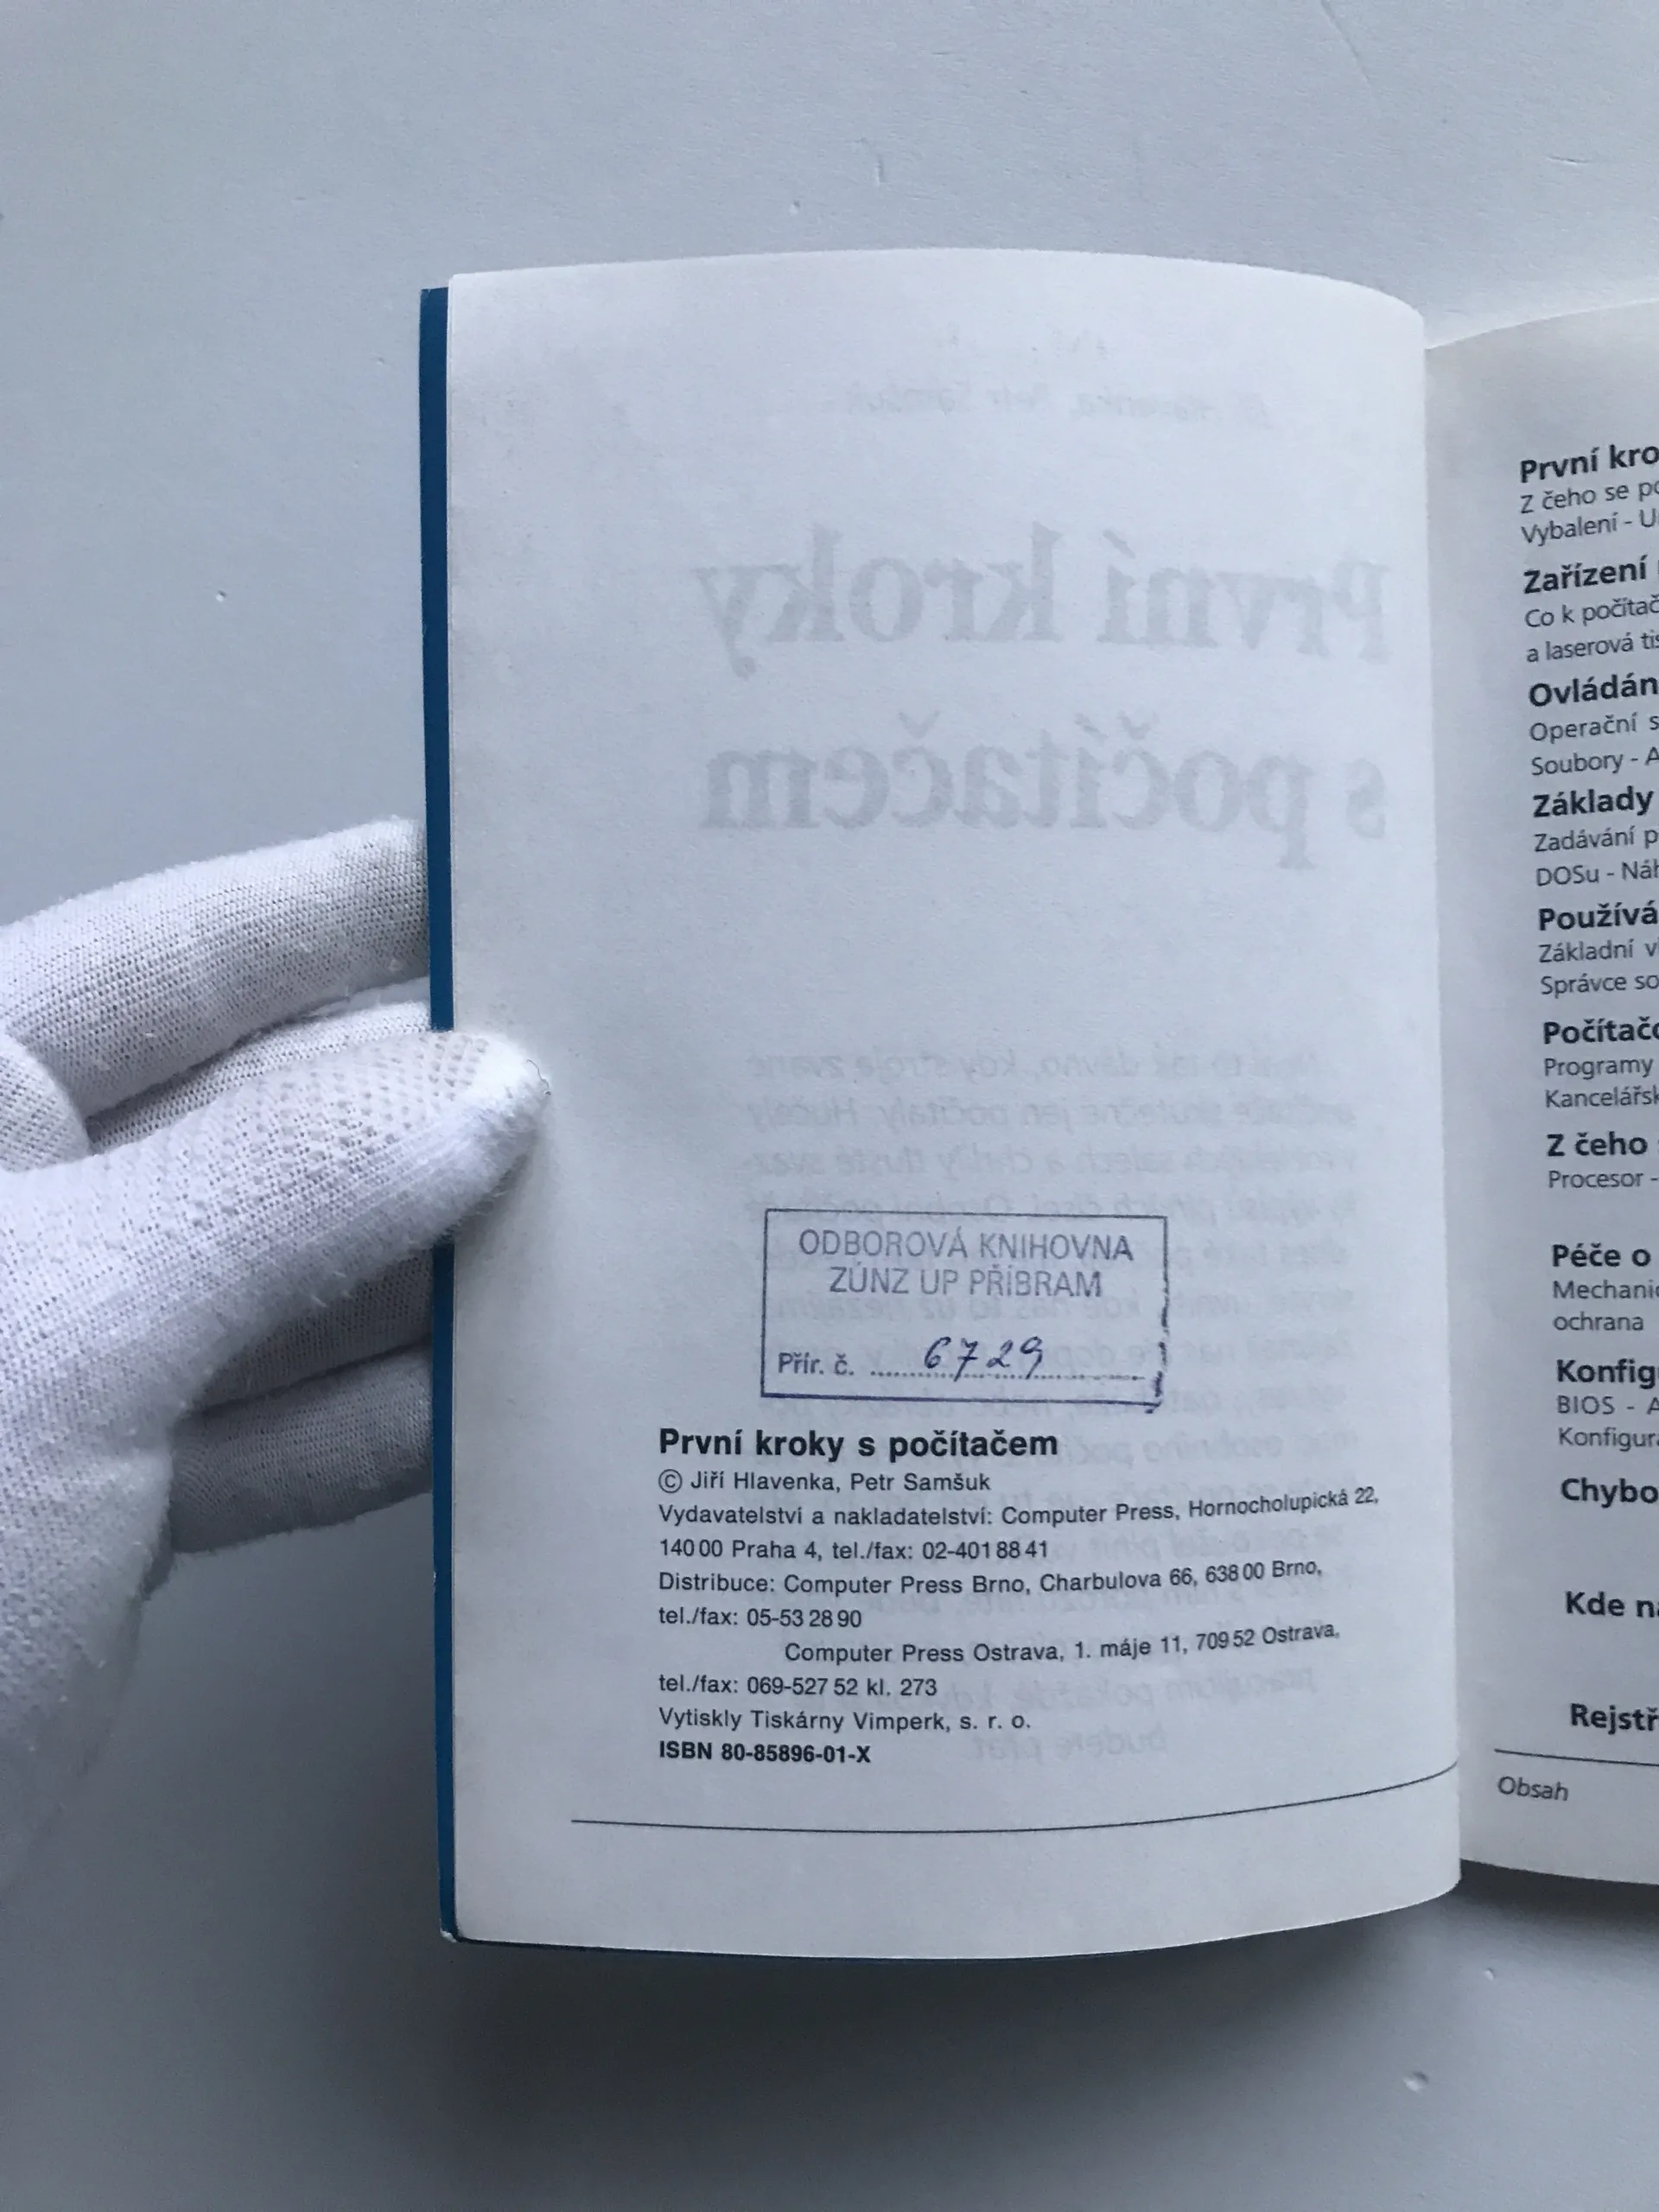 První kroky
s počítačem
ODBOROVÁ KNIHOVNA
ZÚNZ UP PŘÍBRAM
Přír. č. 6729
První kroky s počítačem
© Jiří Hlavenka, Petr Samšuk
Vydavatelství a nakladatelství: Computer Press, Hornocholupická 22,
140 00 Praha 4, tel./fax: 02-401 88 41
Distribuce: Computer Press Brno, Charbulova 66, 638 00 Brno,
tel./fax: 05-53 28 90
Computer Press Ostrava, 1. máje 11, 709 52 Ostrava,
tel./fax: 069-527 52 kl. 273
Vytiskly Tiskárny Vimperk, s. r. o.
ISBN 80-85896-01-X
První kro
Z čeho se po
Vybalení - U
Zařízení
Co k počítač
a laserová tis
Ovládán
Operační s
Soubory - A
Základy
Zadávání p
DOSu - Náh
Používá
Základní v
Správce so
Počítačo
Programy
Kancelářsk
Z čeho
Procesor -
Péče o
Mechanic
ochrana
Konfigu
BIOS - A
Konfigura
Chybo
Kde na
Rejstř
Obsah